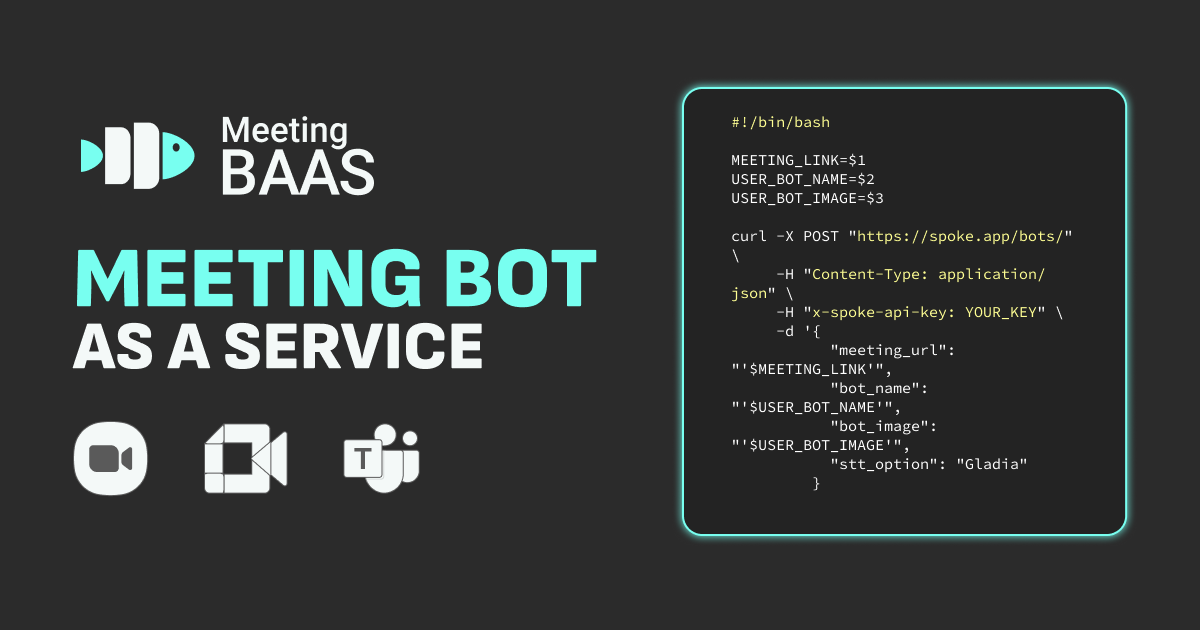 Meeting
BAAS
MEETING BOT
AS A SERVICE
T
#!/bin/bash
MEETING_LINK=$1
USER_BOT_NAME=$2
USER_BOT_IMAGE=$3
curl -X POST "https://spoke.app/bots/"
\
-H "Content-Type: application/
json" \
-H "x-spoke-api-key: YOUR_KEY" \
-d '{
"meeting_url":
"'$MEETING_LINK'",
"bot_name":
"'$USER_BOT_NAME'",
"bot_image":
"'$USER_BOT_IMAGE'",
"stt_option": "Gladia"
}